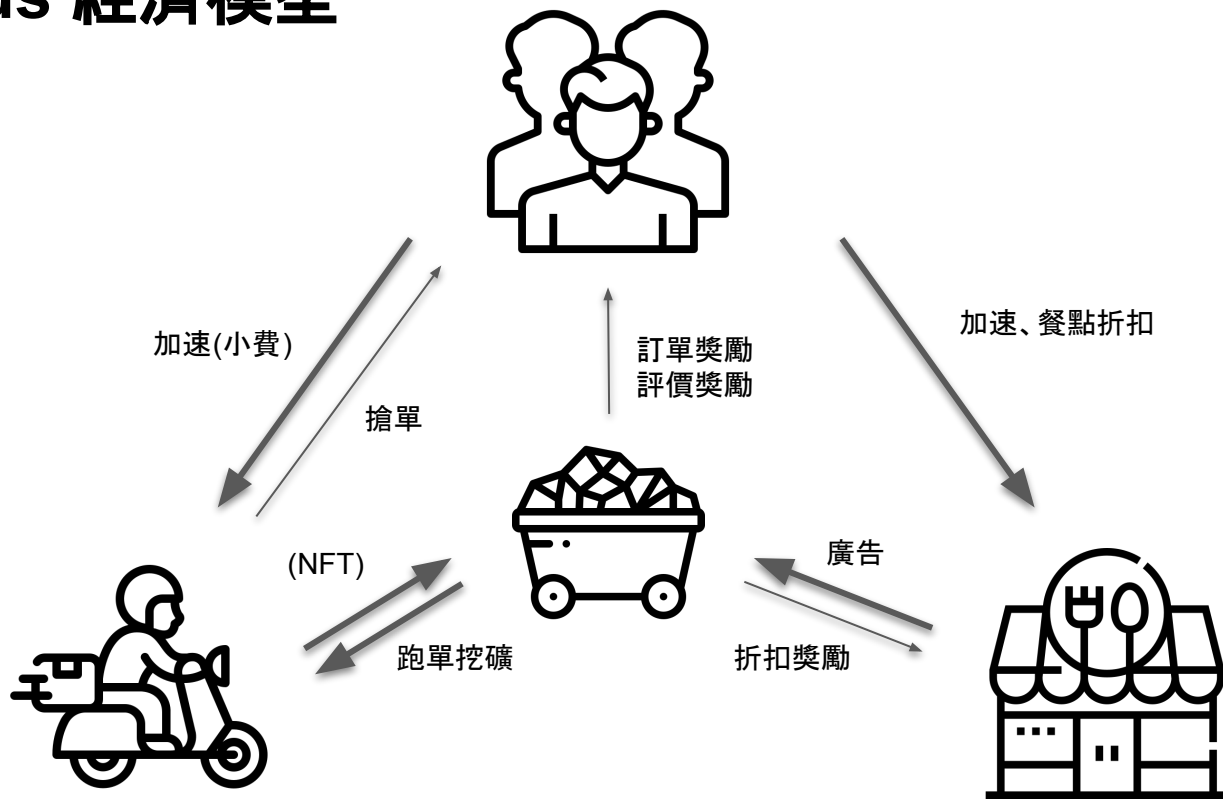 us 經濟模型
加速(小費)
加速、餐點折扣
訂單獎勵
評價獎勵
搶單
(NFT)
廣告
跑單挖礦
折扣獎勵